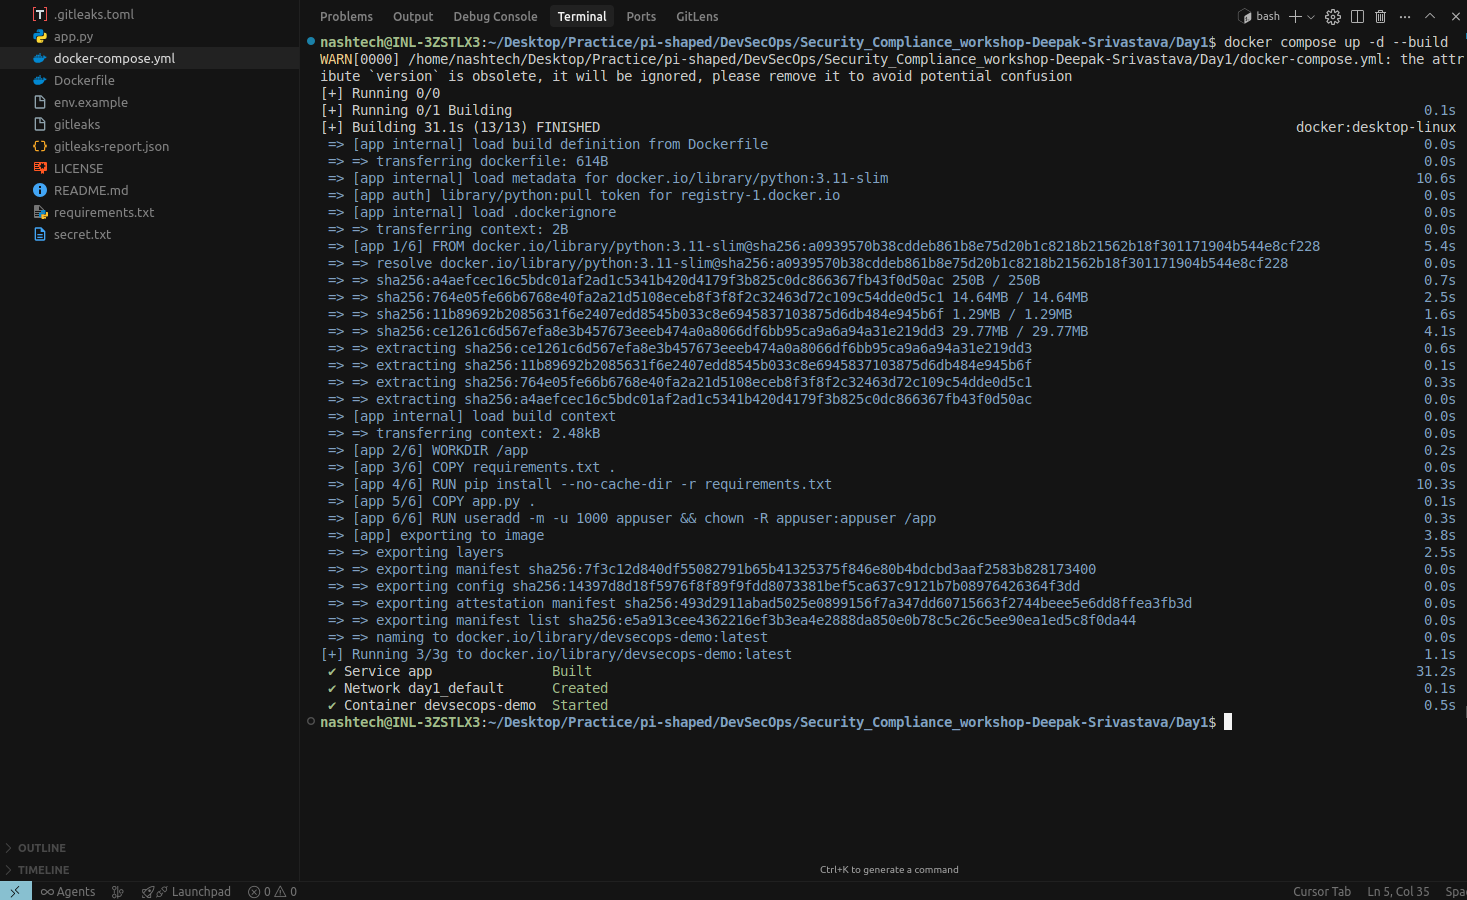 .gitleaks.toml
app.py
docker-compose.yml
Dockerfile
env.example
gitleaks
gitleaks-report.json
LICENSE
README.md
requirements.txt
secret.txt
OUTLINE
TIMELINE
Problems Output Debug Console Terminal Ports GitLens bash
nashtech@INL-3ZSTLX3:~/Desktop/Practice/pi-shaped/DevSecOps/Security_Compliance_workshop-Deepak-Srivastava/Day1$ docker compose up -d --build
WARN[0000] /home/nashtech/Desktop/Practice/pi-shaped/DevSecOps/Security_Compliance_workshop-Deepak-Srivastava/Day1/docker-compose.yml: the attr
ibute `version` is obsolete, it will be ignored, please remove it to avoid potential confusion
[+] Running 0/0
[+] Running 0/1 Building 0.1s
[+] Building 31.1s (13/13) FINISHED docker:desktop-linux
=> [app internal] load build definition from Dockerfile 0.0s
=> => transferring dockerfile: 614B 0.0s
=> [app internal] load metadata for docker.io/library/python:3.11-slim 10.6s
=> [app auth] library/python:pull token for registry-1.docker.io 0.0s
=> [app internal] load .dockerignore 0.0s
=> => transferring context: 2B 0.0s
=> [app 1/6] FROM docker.io/library/python:3.11-slim@sha256:a0939570b38cddeb861b8e75d20b1c8218b21562b18f301171904b544e8cf228 5.4s
=> => resolve docker.io/library/python:3.11-slim@sha256:a0939570b38cddeb861b8e75d20b1c8218b21562b18f301171904b544e8cf228 0.0s
=> => sha256:a4aefcec16c5bdc01af2ad1c5341b420d4179f3b825c0dc866367fb43f0d50ac 250B / 250B 0.7s
=> => sha256:764e05fe66b6768e40fa2a21d5108eceb8f3f8f2c32463d72c109c54dde0d5c1 14.64MB / 14.64MB 2.5s
=> => sha256:11b89692b2085631f6e2407edd8545b033c8e6945837103875d6db484e945b6f 1.29MB / 1.29MB 1.6s
=> => sha256:ce1261c6d567efa8e3b457673eeeb474a0a8066df6bb95ca9a6a94a31e219dd3 29.77MB / 29.77MB 4.1s
=> => extracting sha256:ce1261c6d567efa8e3b457673eeeb474a0a8066df6bb95ca9a6a94a31e219dd3 0.6s
=> => extracting sha256:11b89692b2085631f6e2407edd8545b033c8e6945837103875d6db484e945b6f 0.1s
=> => extracting sha256:764e05fe66b6768e40fa2a21d5108eceb8f3f8f2c32463d72c109c54dde0d5c1 0.3s
=> => extracting sha256:a4aefcec16c5bdc01af2ad1c5341b420d4179f3b825c0dc866367fb43f0d50ac 0.0s
=> [app internal] load build context 0.0s
=> => transferring context: 2.48kB 0.0s
=> [app 2/6] WORKDIR /app 0.2s
=> [app 3/6] COPY requirements.txt . 0.0s
=> [app 4/6] RUN pip install --no-cache-dir -r requirements.txt 10.3s
=> [app 5/6] COPY app.py . 0.1s
=> [app 6/6] RUN useradd -m -u 1000 appuser && chown -R appuser:appuser /app 0.3s
=> [app] exporting to image 3.8s
=> => exporting layers 2.5s
=> => exporting manifest sha256:7f3c12d840df55082791b65b41325375f846e80b4bdcbd3aaf2583b828173400 0.0s
=> => exporting config sha256:14397d8d18f5976f8f89f9fdd8073381bef5ca637c9121b7b08976426364f3dd 0.0s
=> => exporting attestation manifest sha256:493d2911abad5025e0899156f7a347dd60715663f2744beee5e6dd8ffea3fb3d 0.0s
=> => exporting manifest list sha256:e5a913cee4362216ef3b3ea4e2888da850e0b78c5c26c5ee90ea1ed5c8f0da44 0.0s
=> => naming to docker.io/library/devsecops-demo:latest 0.0s
[+] Running 3/3g to docker.io/library/devsecops-demo:latest 1.1s
✔ Service app Built 31.2s
✔ Network day1_default Created 0.1s
✔ Container devsecops-demo Started 0.5s
nashtech@INL-3ZSTLX3:~/Desktop/Practice/pi-shaped/DevSecOps/Security_Compliance_workshop-Deepak-Srivastava/Day1$
Ctrl+K to generate a command
Agents Launchpad 0 0 Cursor Tab Ln 5, Col 35 Spa